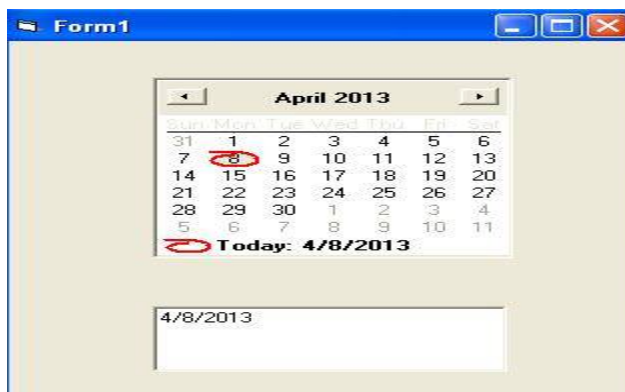 Form1
April 2013
Sun Mon Tue Wed Thu Fri Sat
31 1 2 3 4 5 6
7 8 9 10 11 12 13
14 15 16 17 18 19 20
21 22 23 24 25 26 27
28 29 30 1 2 3 4
5 6 7 8 9 10 11
Today: 4/8/2013
4/8/2013